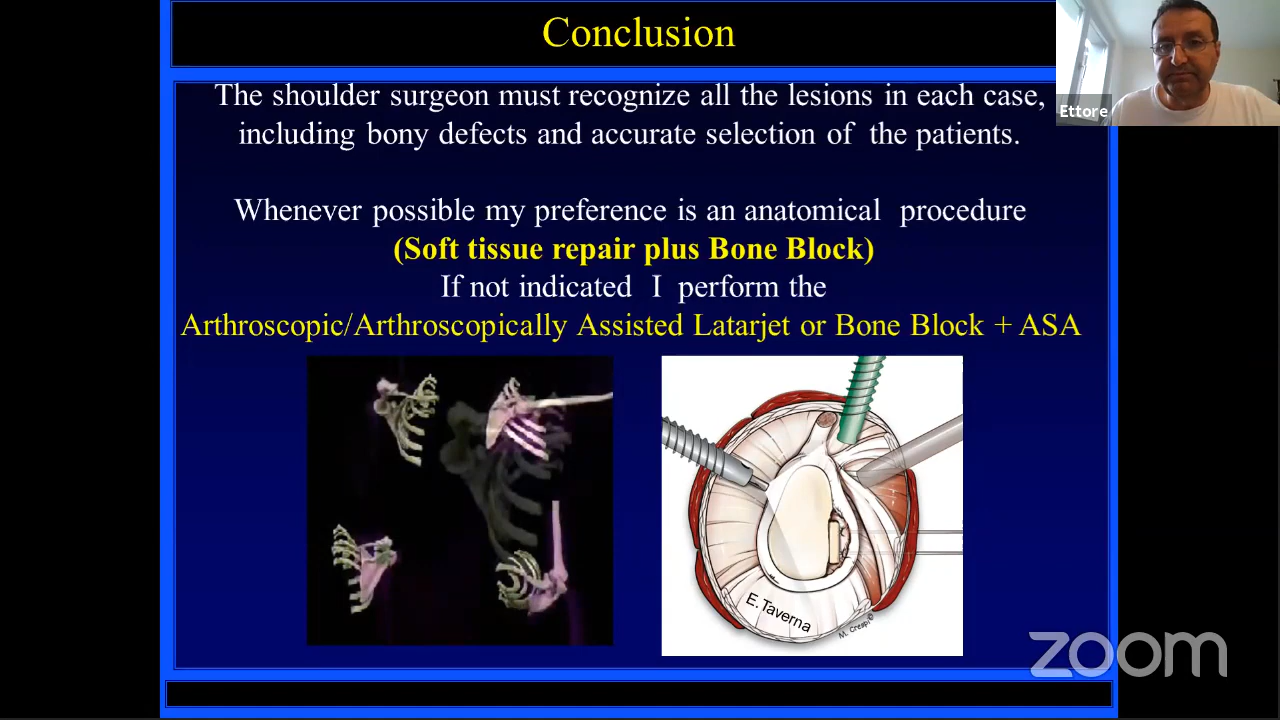 Conclusion
Ettore
The shoulder surgeon must recognize all the lesions in each case,
including bony defects and accurate selection of the patients.
Whenever possible my preference is an anatomical procedure
(Soft tissue repair plus Bone Block)
If not indicated I perform the
Arthroscopic/Arthroscopically Assisted Latarjet or Bone Block + ASA
E. Taverna
M. Crespi ©
zoom